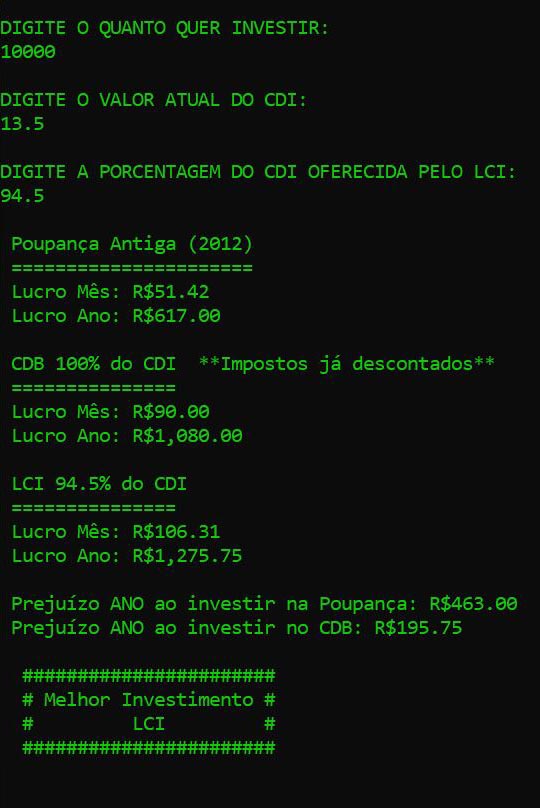 DIGITE O QUANTO QUER INVESTIR:
10000
DIGITE O VALOR ATUAL DO CDI:
13.5
DIGITE A PORCENTAGEM DO CDI OFERECIDA PELO LCI:
94.5
Poupança Antiga (2012)
======================
Lucro Mês: R$51.42
Lucro Ano: R$617.00
CDB 100% do CDI  **Impostos já descontados**
===============
Lucro Mês: R$90.00
Lucro Ano: R$1,080.00
LCI 94.5% do CDI
===============
Lucro Mês: R$106.31
Lucro Ano: R$1,275.75
Prejuízo ANO ao investir na Poupança: R$463.00
Prejuízo ANO ao investir no CDB: R$195.75
#######################
# Melhor Investimento #
#         LCI         #
#######################